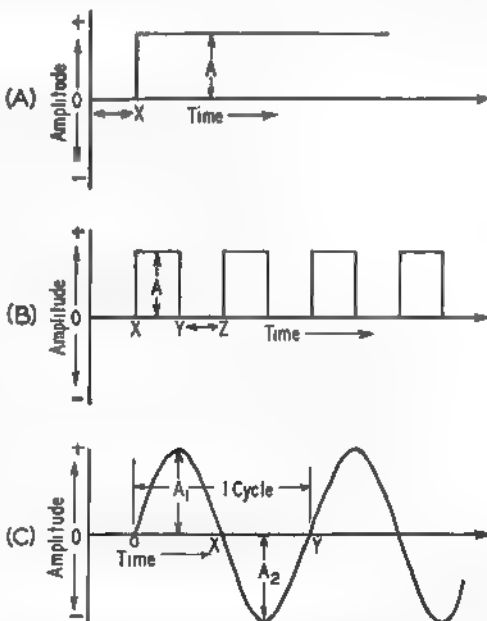 +
(A)
Amplitude
0
A
X
Time
+
(B)
Amplitude
0
A
X
Y
Z
Time
-
+
(C)
Amplitude
0
A1
1 Cycle
0
Time
X
Y
A2
-